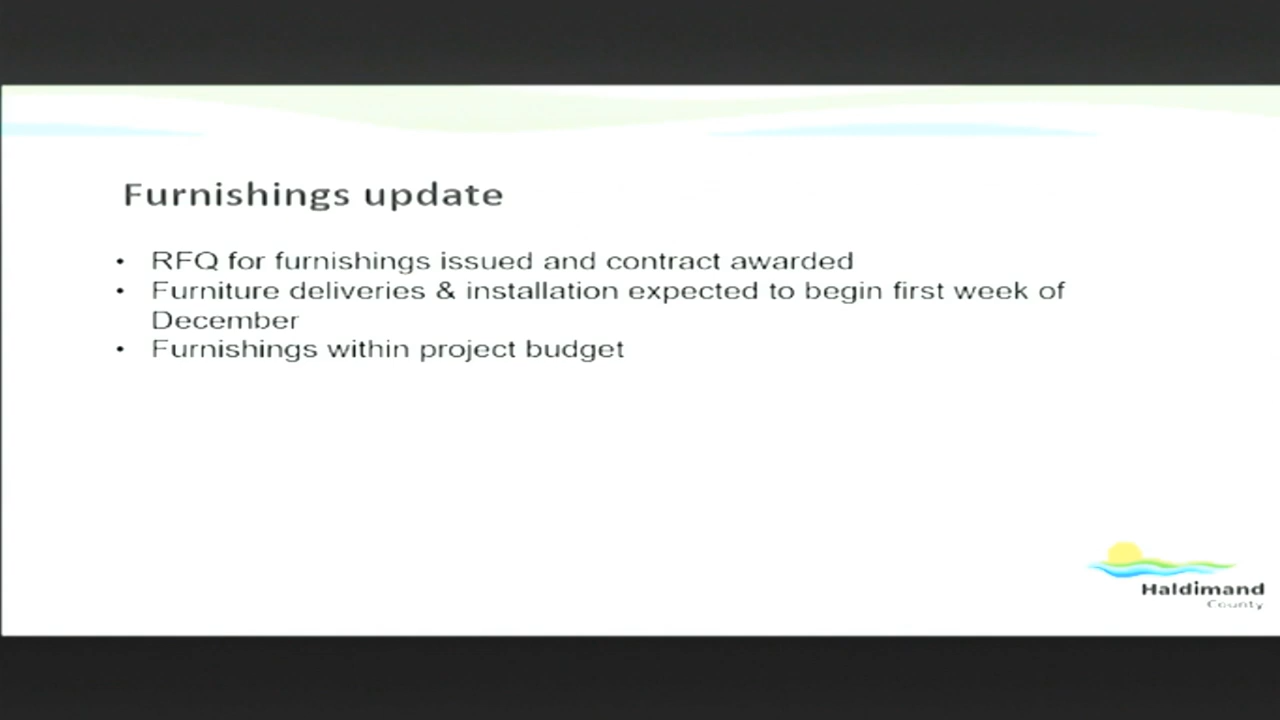 Furnishings update
• RFQ for furnishings issued and contract awarded
• Furniture deliveries & installation expected to begin first week of
December
• Furnishings within project budget
Haldimand
County